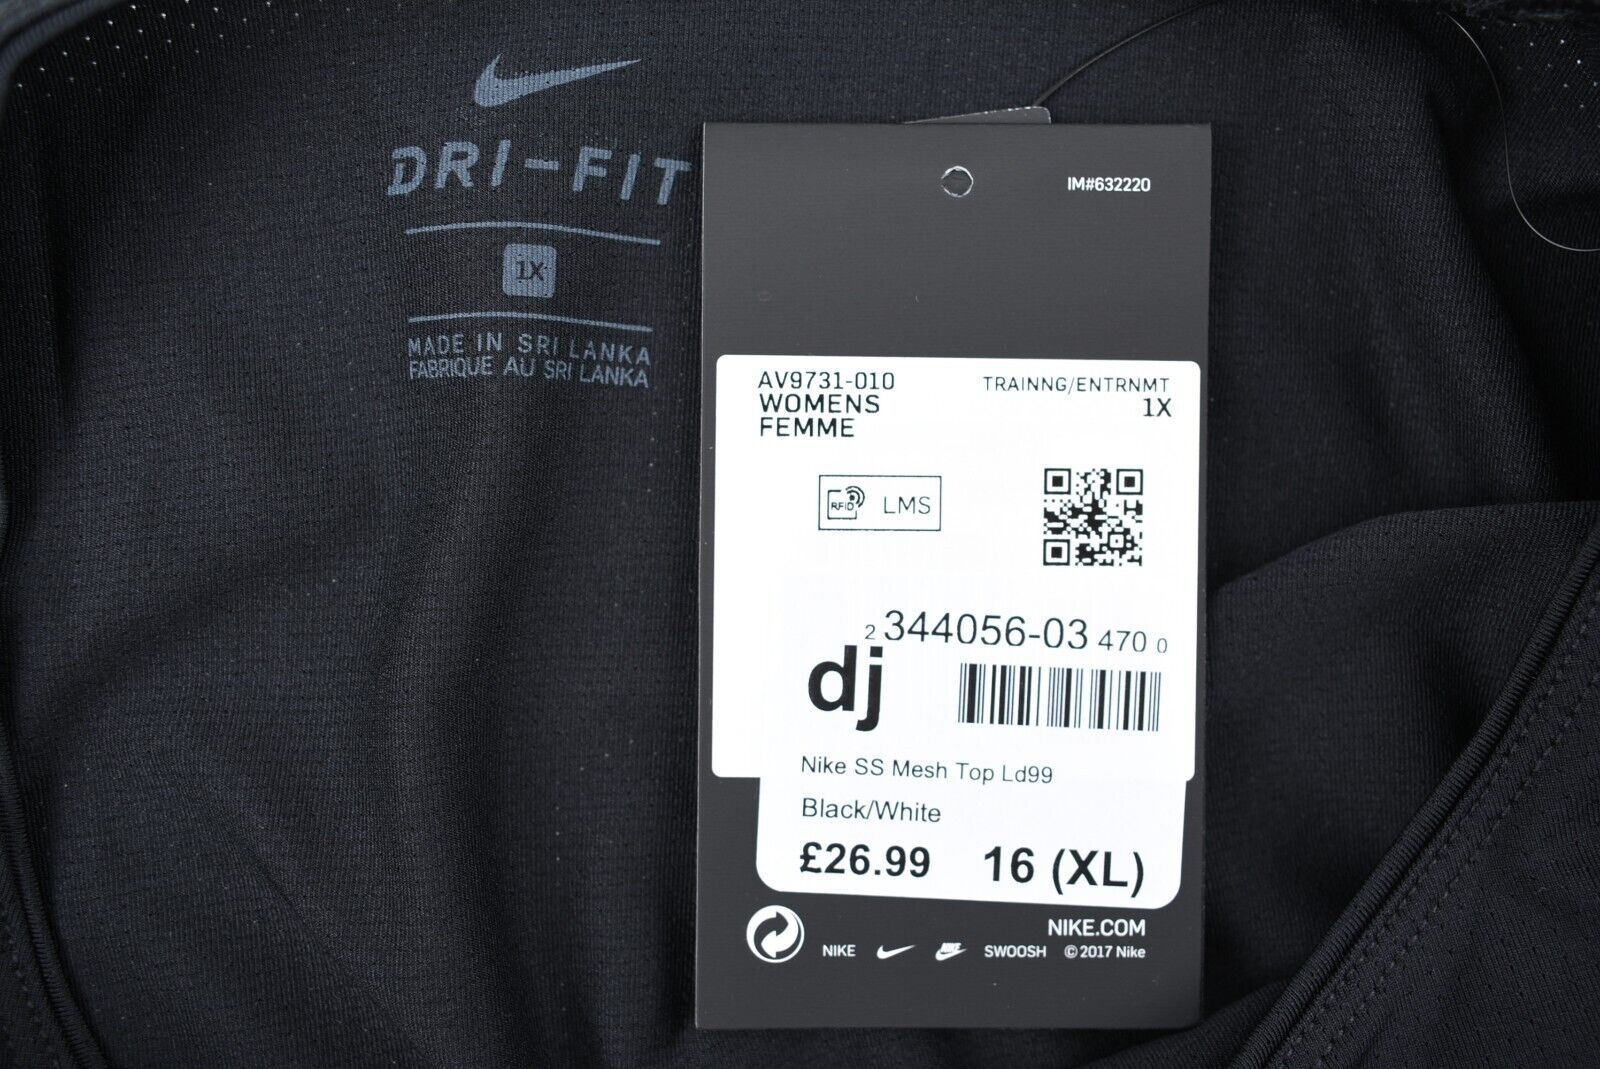 DRI-FIT
1X
MADE IN SRI LANKA
FABRIQUE AU SRI LANKA
IM#632220
AV9731-010 TRAINNG/ENTRNMT
WOMENS 1X
FEMME
RFID LMS
2 344056-03 470 0
dj
Nike SS Mesh Top Ld99
Black/White
£26.99 16 (XL)
NIKE.COM
NIKE NIKE SWOOSH © 2017 Nike